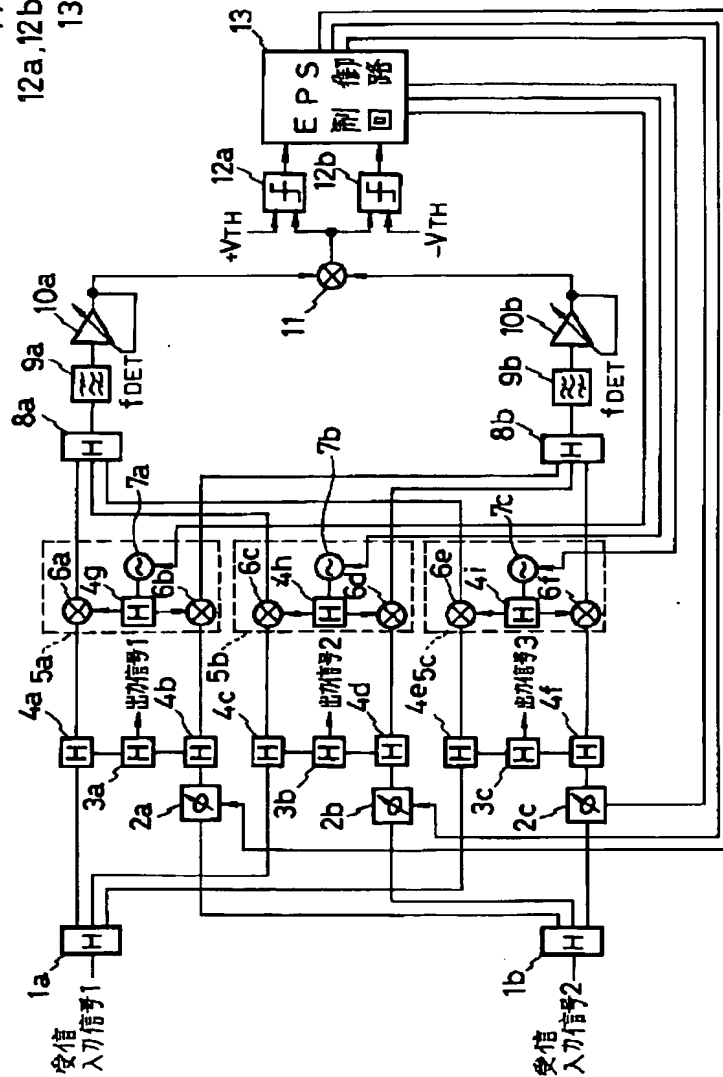 12a,12b
13
受信
入力信号1
1a
受信
入力信号2
1b
H
H
2a
2b
2c
3a
3b
3c
H
H
H
出力信号1
出力信号2
出力信号3
4a
4b
4c
4d
4e
4f
H
H
H
H
H
H
5a
5b
5c
6a
4g
6b
6c
4h
6d
6e
4i
6f
H
H
H
7a
7b
7c
8a
H
8b
H
9a
fDET
9b
fDET
10a
10b
11
+VTH
-VTH
12a
12b
13
EPS
制御
回路